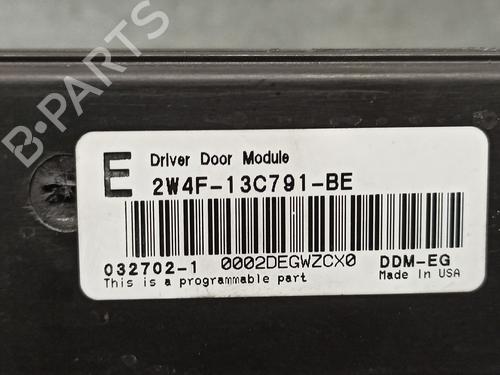 B-PARTS
E
Driver Door Module
2W4F-13C791-BE
032702-1
0002DEGWZCX0
DDM-EG
This is a programmable part
Made In USA